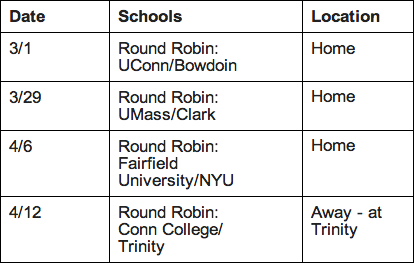 Date Schools Location
3/1 Round Robin: Home
UConn/Bowdoin
3/29 Round Robin: Home
UMass/Clark
4/6 Round Robin: Home
Fairfield
University/NYU
4/12 Round Robin: Away - at
Conn College/ Trinity
Trinity